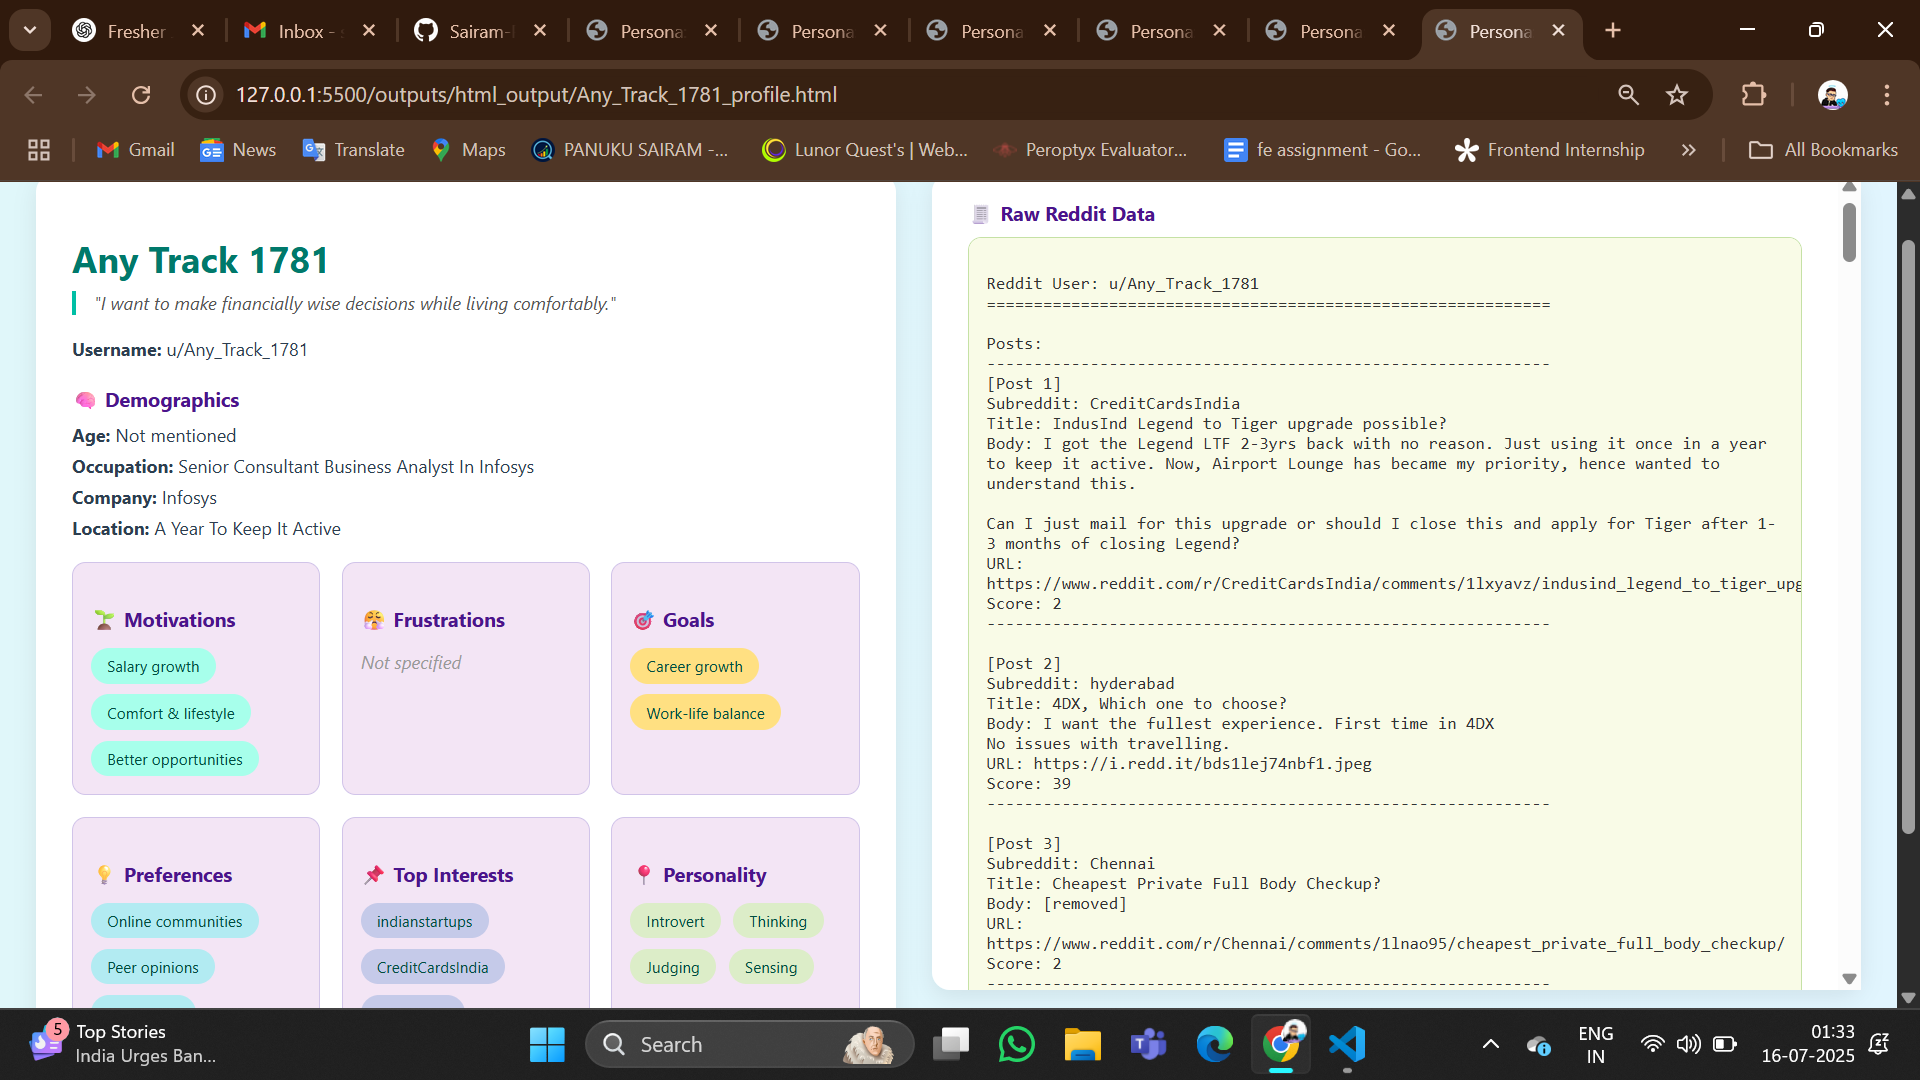 Fresher
Inbox - s
Sairam-
Persona
Persona
Persona
Persona
Persona
Persona
127.0.0.1:5500/outputs/html_output/Any_Track_1781_profile.html
Gmail
News
Translate
Maps
PANUKU SAIRAM -...
Lunor Quest's | Web...
Peroptyx Evaluator...
fe assignment - Go...
Frontend Internship
All Bookmarks
Any Track 1781
"I want to make financially wise decisions while living comfortably."
Username: u/Any_Track_1781
Demographics
Age: Not mentioned
Occupation: Senior Consultant Business Analyst In Infosys
Company: Infosys
Location: A Year To Keep It Active
Motivations
Salary growth
Comfort & lifestyle
Better opportunities
Frustrations
Not specified
Goals
Career growth
Work-life balance
Preferences
Online communities
Peer opinions
Top Interests
indianstartups
CreditCardsIndia
Personality
Introvert
Thinking
Judging
Sensing
Raw Reddit Data
Reddit User: u/Any_Track_1781
============================================================
Posts:
------------------------------------------------------------
[Post 1]
Subreddit: CreditCardsIndia
Title: IndusInd Legend to Tiger upgrade possible?
Body: I got the Legend LTF 2-3yrs back with no reason. Just using it once in a year
to keep it active. Now, Airport Lounge has became my priority, hence wanted to
understand this.
Can I just mail for this upgrade or should I close this and apply for Tiger after 1-
3 months of closing Legend?
URL:
https://www.reddit.com/r/CreditCardsIndia/comments/1lxyavz/indusind_legend_to_tiger_upg
Score: 2
------------------------------------------------------------
[Post 2]
Subreddit: hyderabad
Title: 4DX, Which one to choose?
Body: I want the fullest experience. First time in 4DX
No issues with travelling.
URL: https://i.redd.it/bds1lej74nbf1.jpeg
Score: 39
------------------------------------------------------------
[Post 3]
Subreddit: Chennai
Title: Cheapest Private Full Body Checkup?
Body: [removed]
URL:
https://www.reddit.com/r/Chennai/comments/1lnao95/cheapest_private_full_body_checkup/
Score: 2
------------------------------------------------------------
5
Top Stories
India Urges Ban...
Search
ENG
IN
01:33
16-07-2025